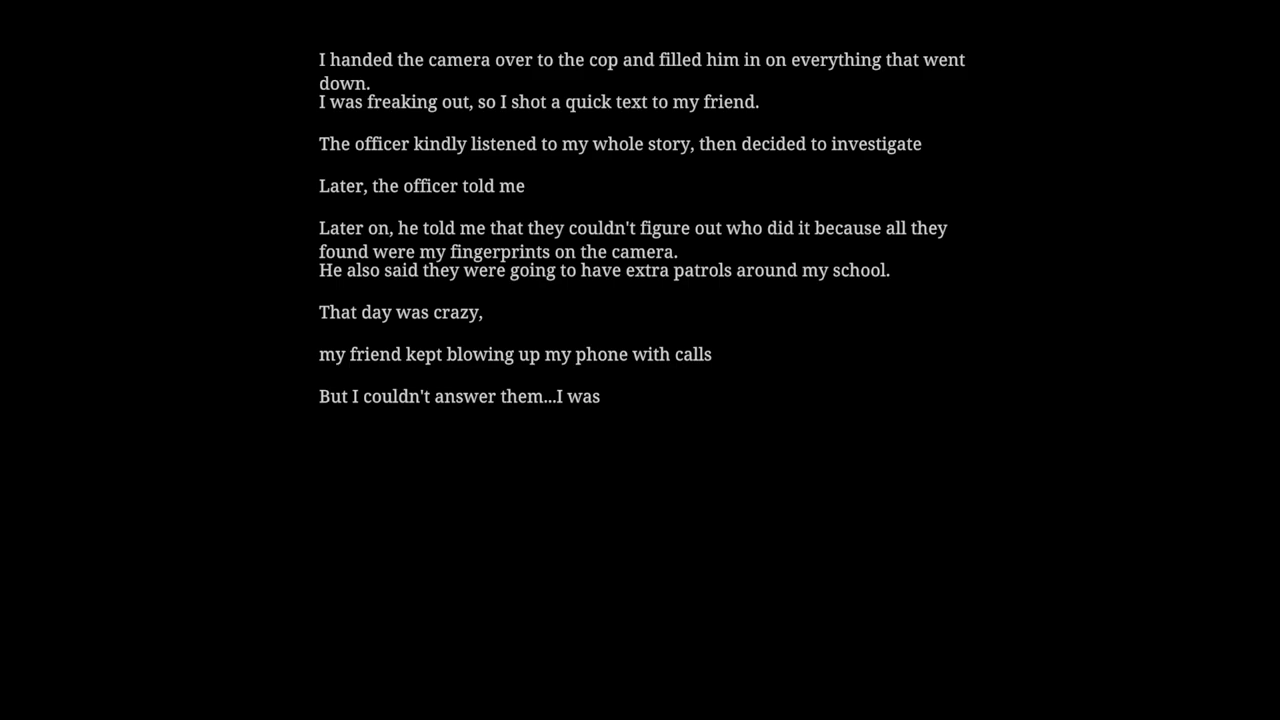 I handed the camera over to the cop and filled him in on everything that went
down.
I was freaking out, so I shot a quick text to my friend.
The officer kindly listened to my whole story, then decided to investigate
Later, the officer told me
Later on, he told me that they couldn't figure out who did it because all they
found were my fingerprints on the camera.
He also said they were going to have extra patrols around my school.
That day was crazy,
my friend kept blowing up my phone with calls
But I couldn't answer them...I was